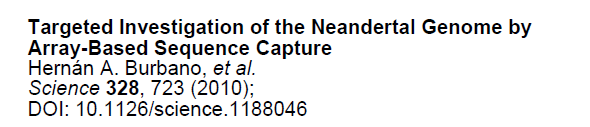 Targeted Investigation of the Neandertal Genome by
Array-Based Sequence Capture
Hernán A. Burbano, et al.
Science 328, 723 (2010);
DOI: 10.1126/science.1188046